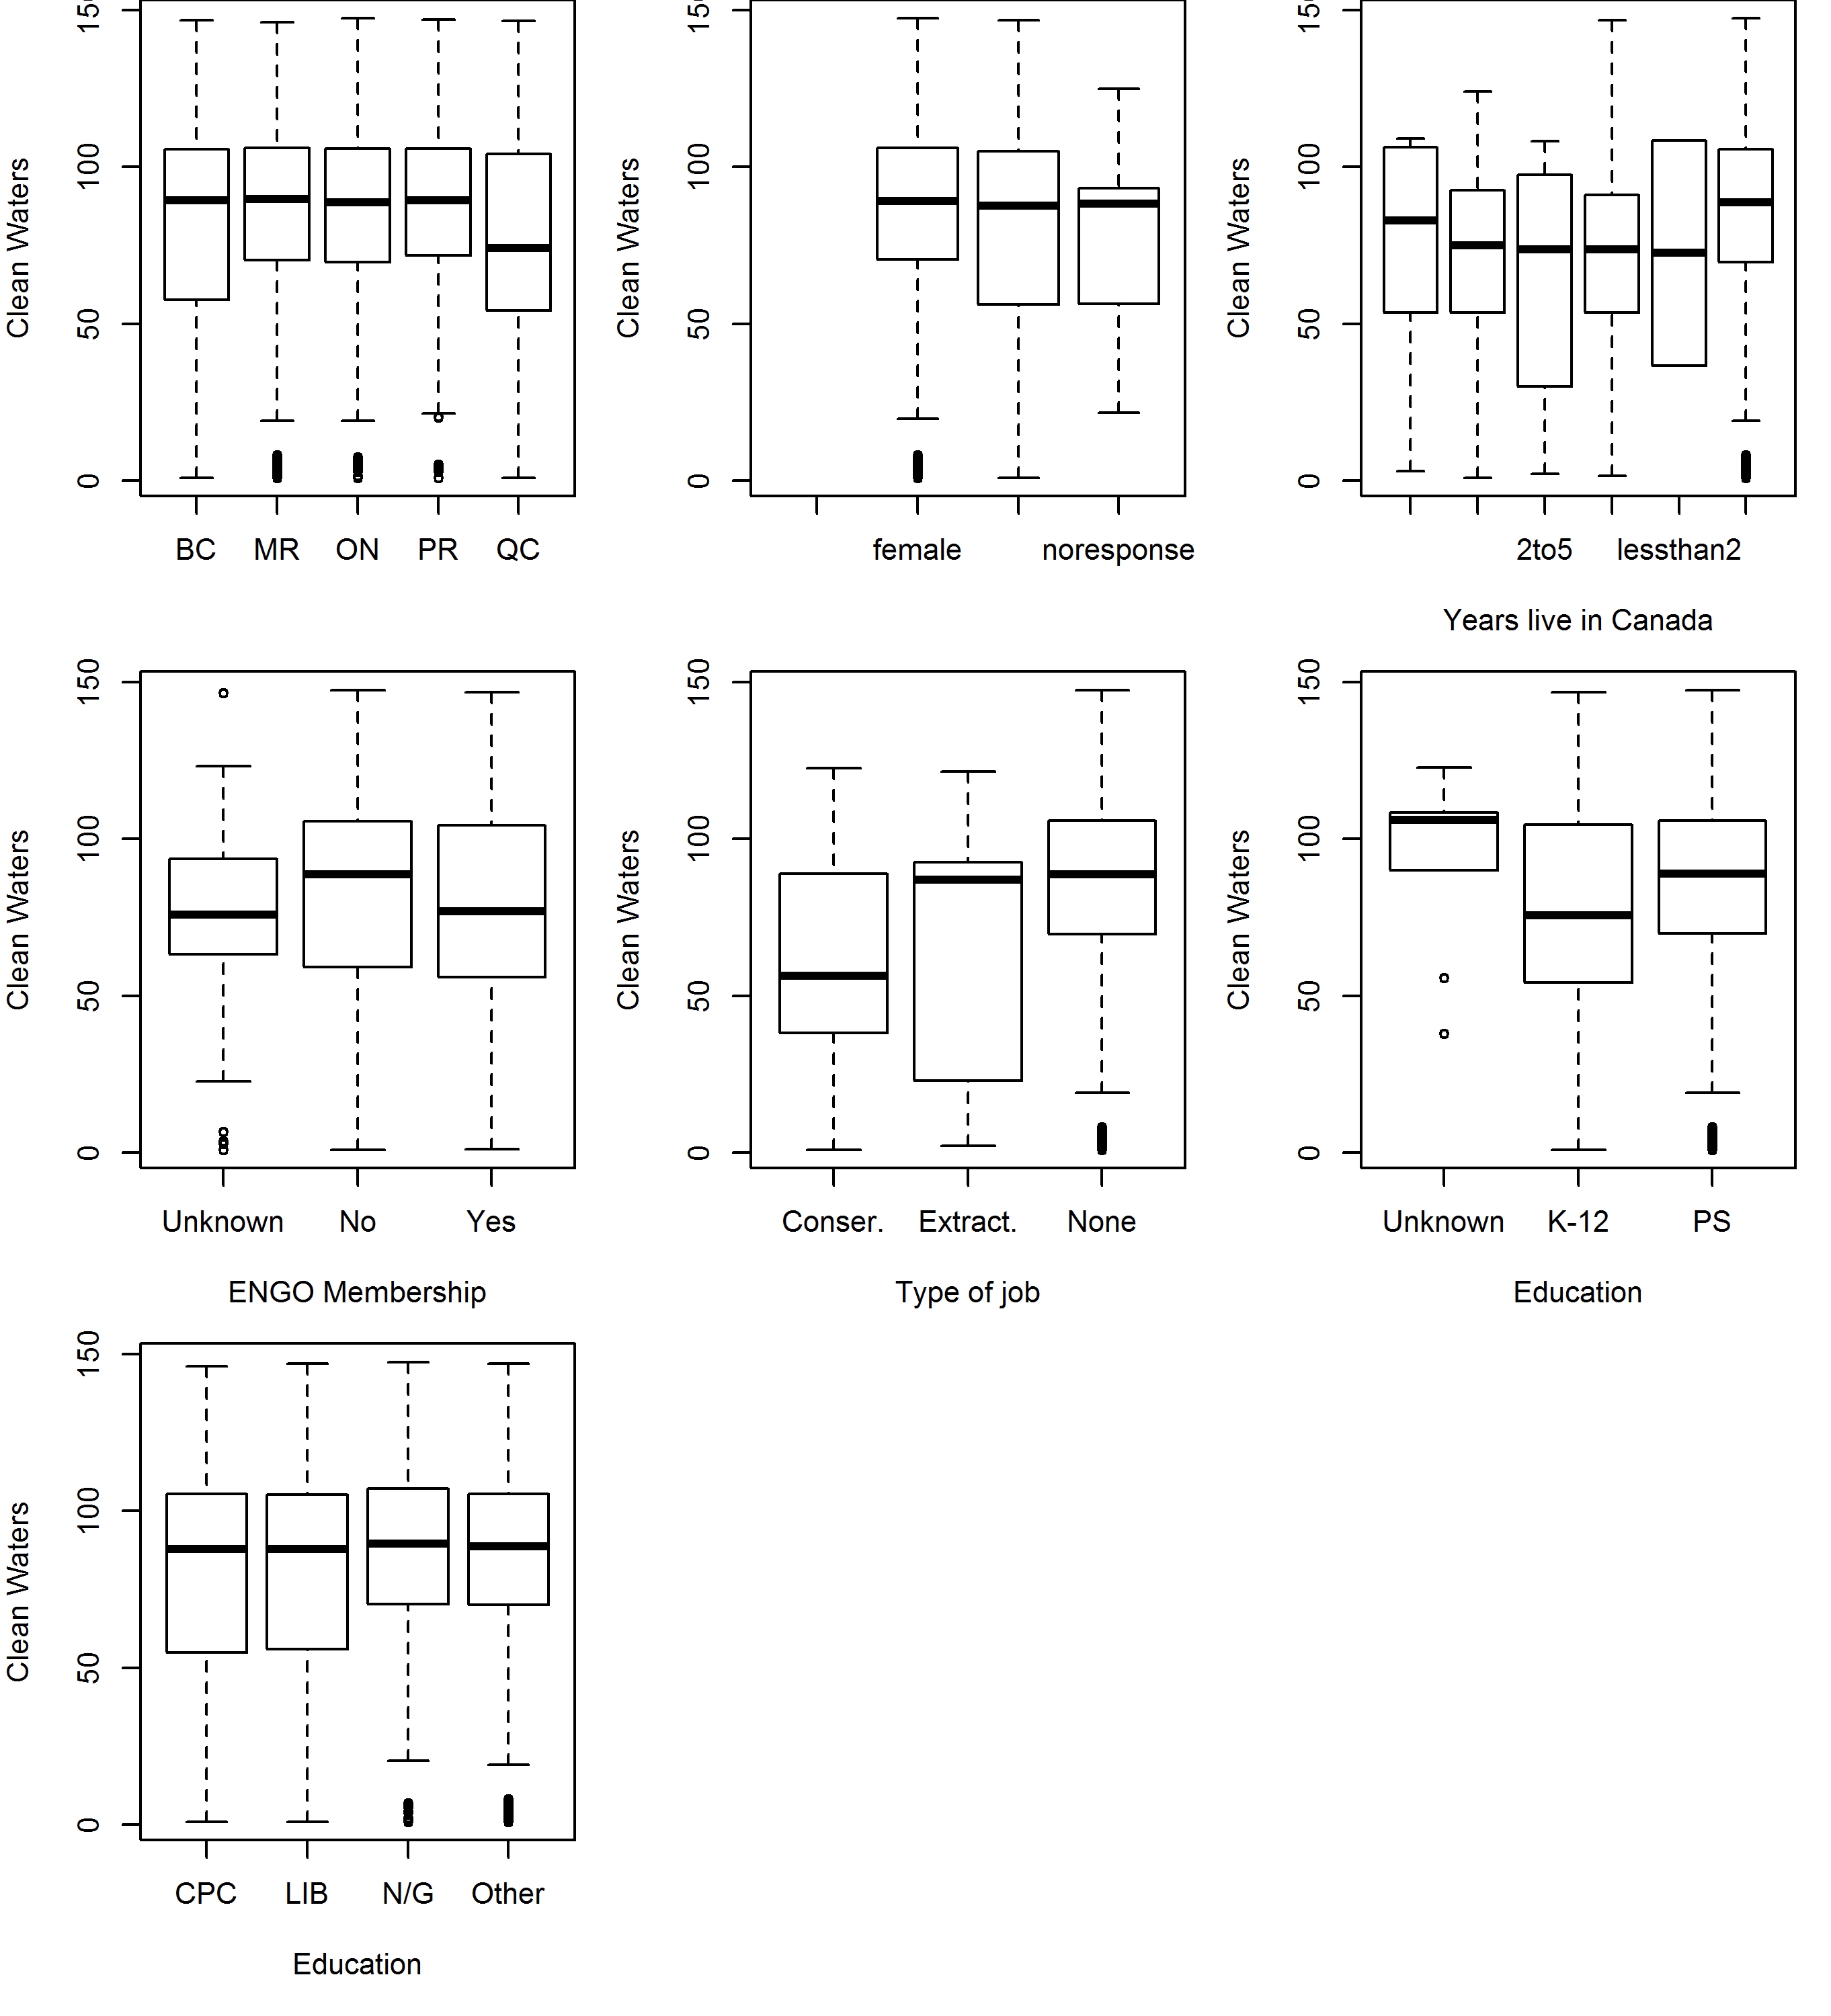 Clean Waters
0 50 100 150
BC MR ON PR QC
Clean Waters
0 50 100 150
female noresponse
Clean Waters
0 50 100 150
2to5 lessthan2
Years live in Canada
Clean Waters
0 50 100 150
Unknown No Yes
ENGO Membership
Clean Waters
0 50 100 150
Conser. Extract. None
Type of job
Clean Waters
0 50 100 150
Unknown K-12 PS
Education
Clean Waters
0 50 100 150
CPC LIB N/G Other
Education